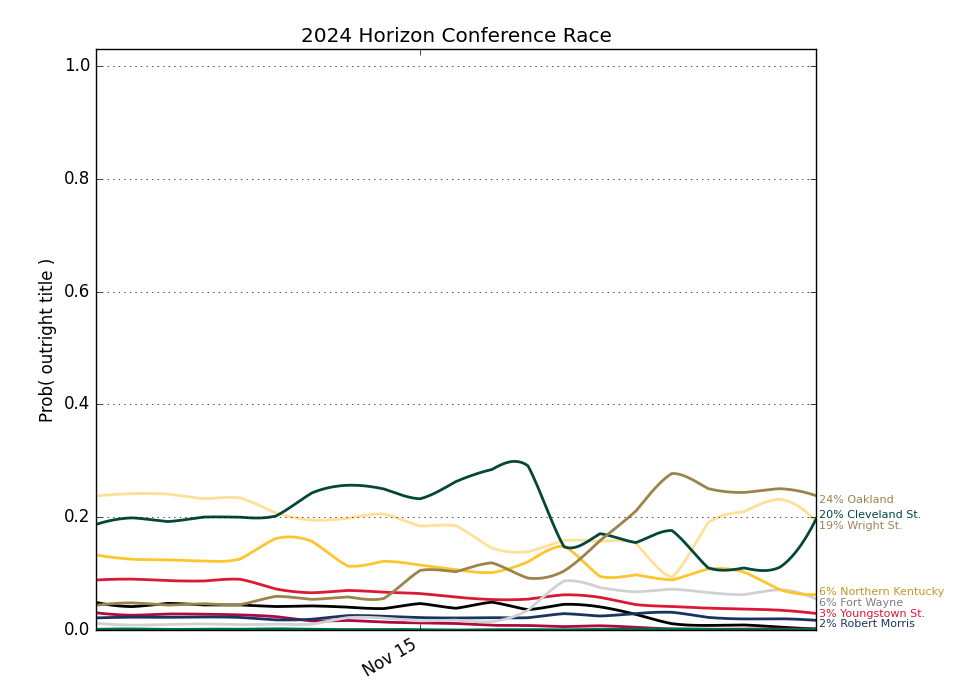 2024 Horizon Conference Race
1.0
0.8
0.6
0.4
0.2
0.0
Prob( outright title )
Nov 15
24% Oakland
20% Cleveland St.
19% Wright St.
6% Northern Kentucky
6% Fort Wayne
3% Youngstown St.
2% Robert Morris